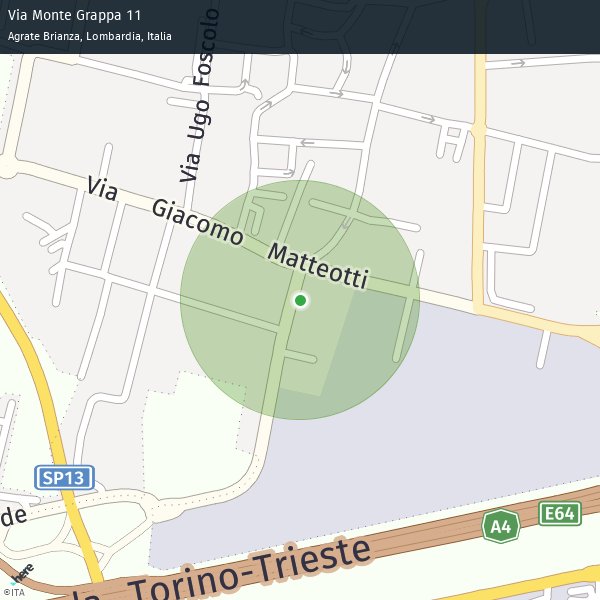 Via Monte Grappa 11
Agrate Brianza, Lombardia, Italia
Via Ugo Foscolo
Via Giacomo Matteotti
SP13
de
E64
A4
Torino-Trieste
here
©ITA